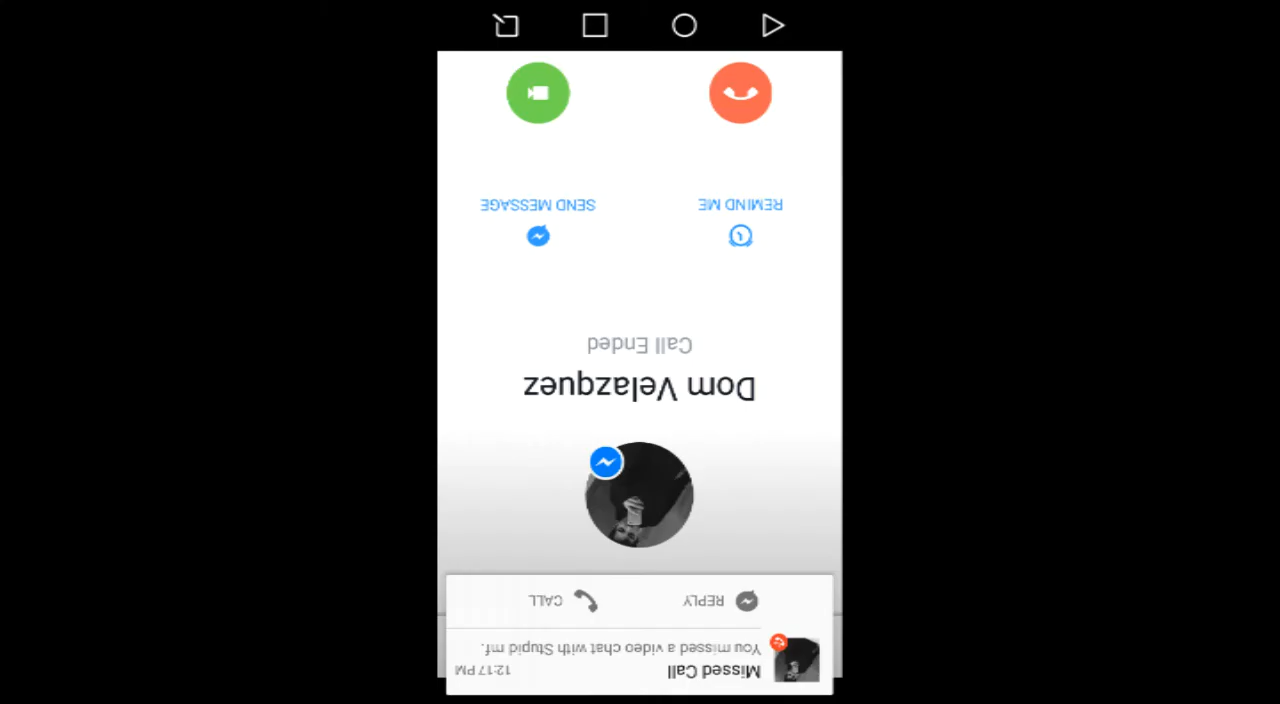 Missed Call 12:17 PM
You missed a video chat with Stupid mf.
REPLY CALL
Dom Velazquez
Call Ended
REMIND ME SEND MESSAGE